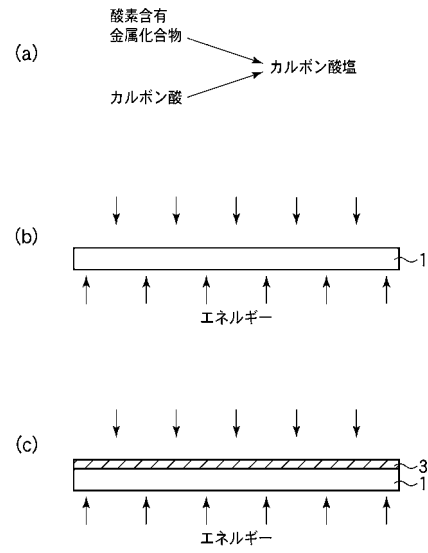 (a)
酸素含有
金属化合物
カルボン酸塩
カルボン酸
(b)
1
エネルギー
(c)
3
1
エネルギー